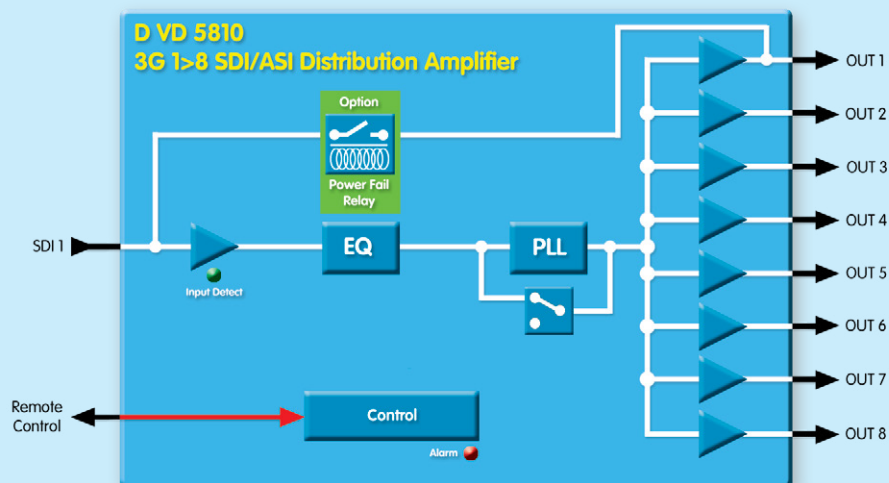 D VD 5810
3G 1>8 SDI/ASI Distribution Amplifier
Option
Power Fail
Relay
SDI 1
Input Detect
EQ
PLL
OUT 1
OUT 2
OUT 3
OUT 4
OUT 5
OUT 6
OUT 7
OUT 8
Remote
Control
Control
Alarm